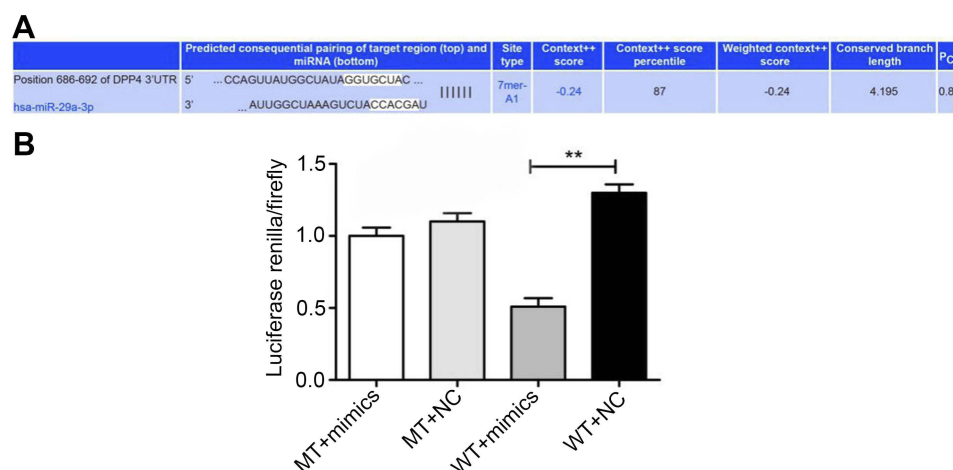 A
Predicted consequential pairing of target region (top) and miRNA (bottom)
Site type
Context++ score
Context++ score percentile
Weighted context++ score
Conserved branch length
PC
Position 686-692 of DPP4 3'UTR 5' ...CCAGUUAUGGCUAUAGGUGCUAC ...
||||||
hsa-miR-29a-3p 3' ... AUUGGCUAAAGUCUACCACGAU
7mer-A1
-0.24
87
-0.24
4.195
0.8
B
Luciferase renilla/firefly
1.5
1.0
0.5
0.0
**
MT+mimics
MT+NC
WT+mimics
WT+NC